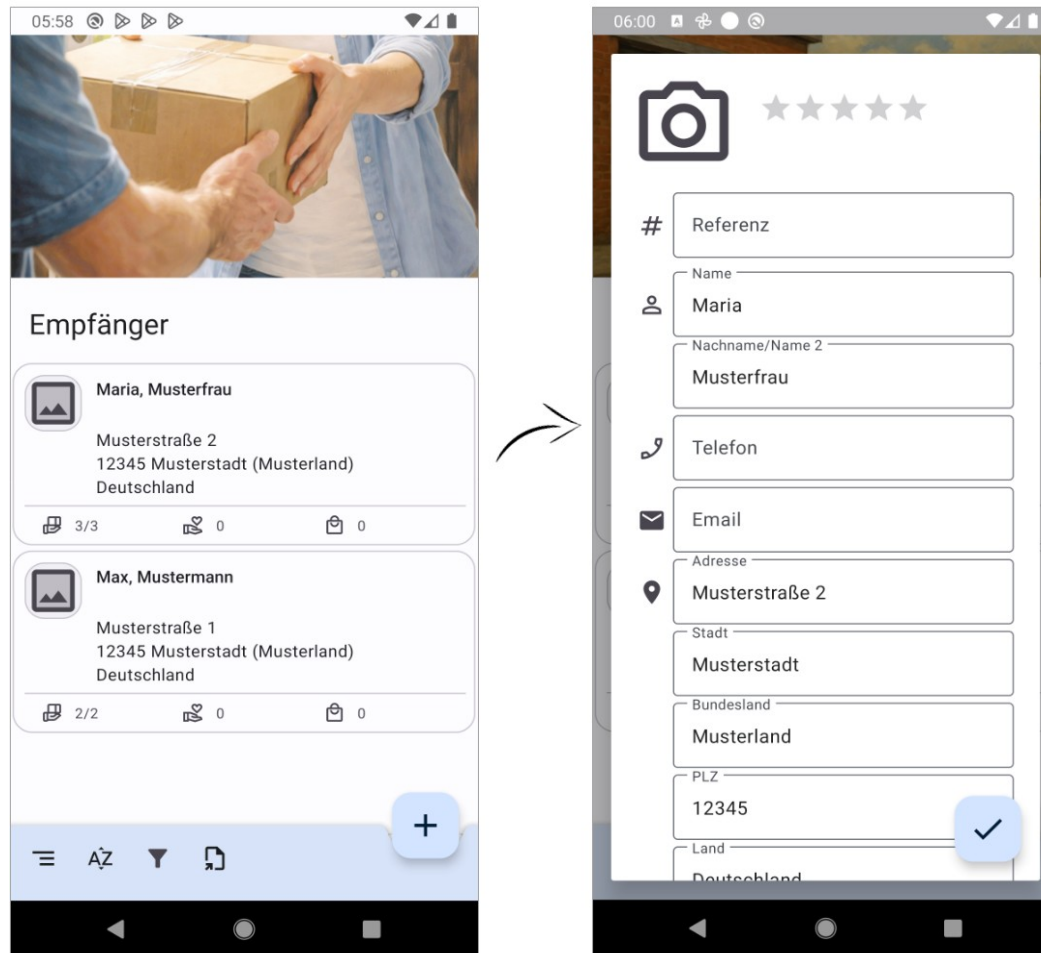 05:58
Empfänger
Maria, Musterfrau
Musterstraße 2
12345 Musterstadt (Musterland)
Deutschland
3/3 0 0
Max, Mustermann
Musterstraße 1
12345 Musterstadt (Musterland)
Deutschland
2/2 0 0
AZ
06:00
# Referenz
Name
Maria
Nachname/Name 2
Musterfrau
Telefon
Email
Adresse
Musterstraße 2
Stadt
Musterstadt
Bundesland
Musterland
PLZ
12345
Land
Deutschland